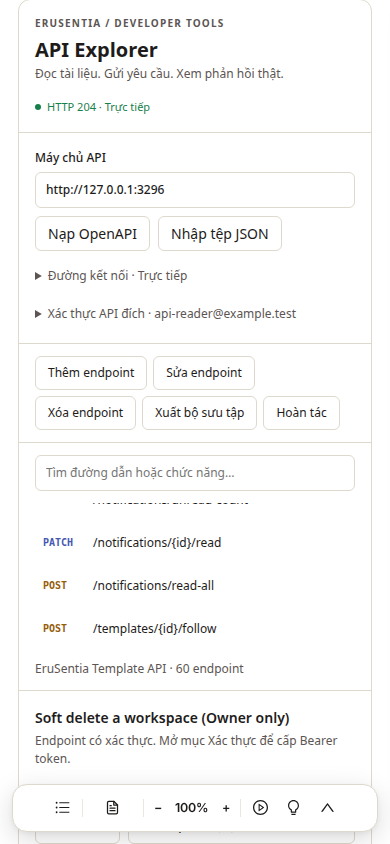 ERUSENTIA / DEVELOPER TOOLS
API Explorer
Đọc tài liệu. Gửi yêu cầu. Xem phản hồi thật.
HTTP 204 · Trực tiếp
Máy chủ API
http://127.0.0.1:3296
Nạp OpenAPI Nhập tệp JSON
Đường kết nối · Trực tiếp
Xác thực API đích · api-reader@example.test
Thêm endpoint Sửa endpoint
Xóa endpoint Xuất bộ sưu tập Hoàn tác
Tìm đường dẫn hoặc chức năng...
PATCH /notifications/{id}/read
POST /notifications/read-all
POST /templates/{id}/follow
EruSentia Template API · 60 endpoint
Soft delete a workspace (Owner only)
Endpoint có xác thực. Mở mục Xác thực để cấp Bearer
token.
− 100% +